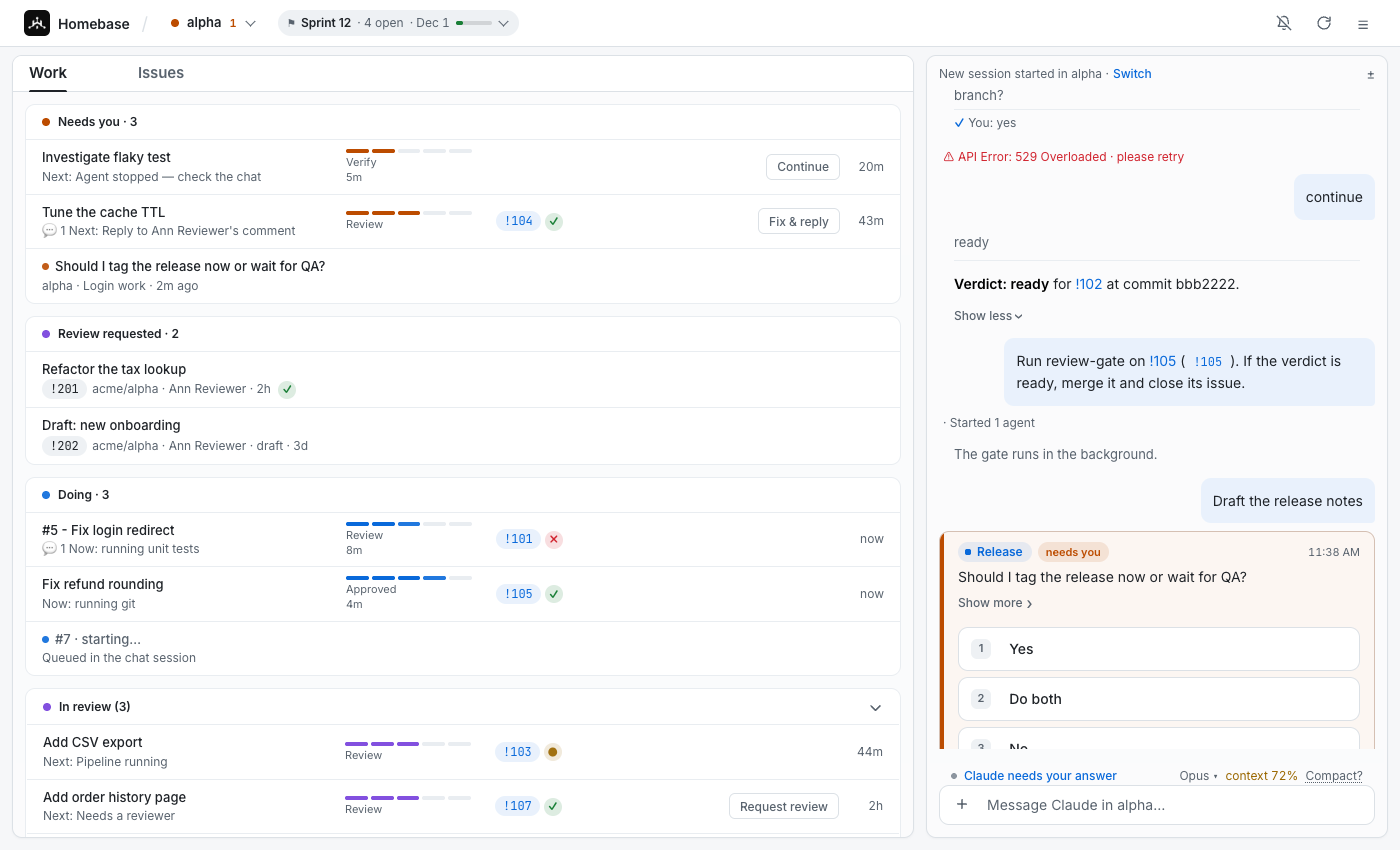 Homebase / alpha 1
Sprint 12 · 4 open · Dec 1
Work Issues
Needs you · 3
Investigate flaky test
Next: Agent stopped — check the chat
Verify
5m
Continue 20m
Tune the cache TTL
1 Next: Reply to Ann Reviewer's comment
Review
!104
Fix & reply 43m
Should I tag the release now or wait for QA?
alpha · Login work · 2m ago
Review requested · 2
Refactor the tax lookup
!201 acme/alpha · Ann Reviewer · 2h
Draft: new onboarding
!202 acme/alpha · Ann Reviewer · draft · 3d
Doing · 3
#5 - Fix login redirect
1 Now: running unit tests
Review
8m
!101
now
Fix refund rounding
Now: running git
Approved
4m
!105
now
#7 · starting...
Queued in the chat session
In review (3)
Add CSV export
Next: Pipeline running
Review
!103
44m
Add order history page
Next: Needs a reviewer
Review
!107
Request review 2h
New session started in alpha · Switch
branch?
You: yes
API Error: 529 Overloaded · please retry
continue
ready
Verdict: ready for !102 at commit bbb2222.
Show less
Run review-gate on !105 ( !105 ). If the verdict is
ready, merge it and close its issue.
· Started 1 agent
The gate runs in the background.
Draft the release notes
Release needs you 11:38 AM
Should I tag the release now or wait for QA?
Show more
1 Yes
2 Do both
3 No
Claude needs your answer Opus context 72% Compact?
+ Message Claude in alpha...